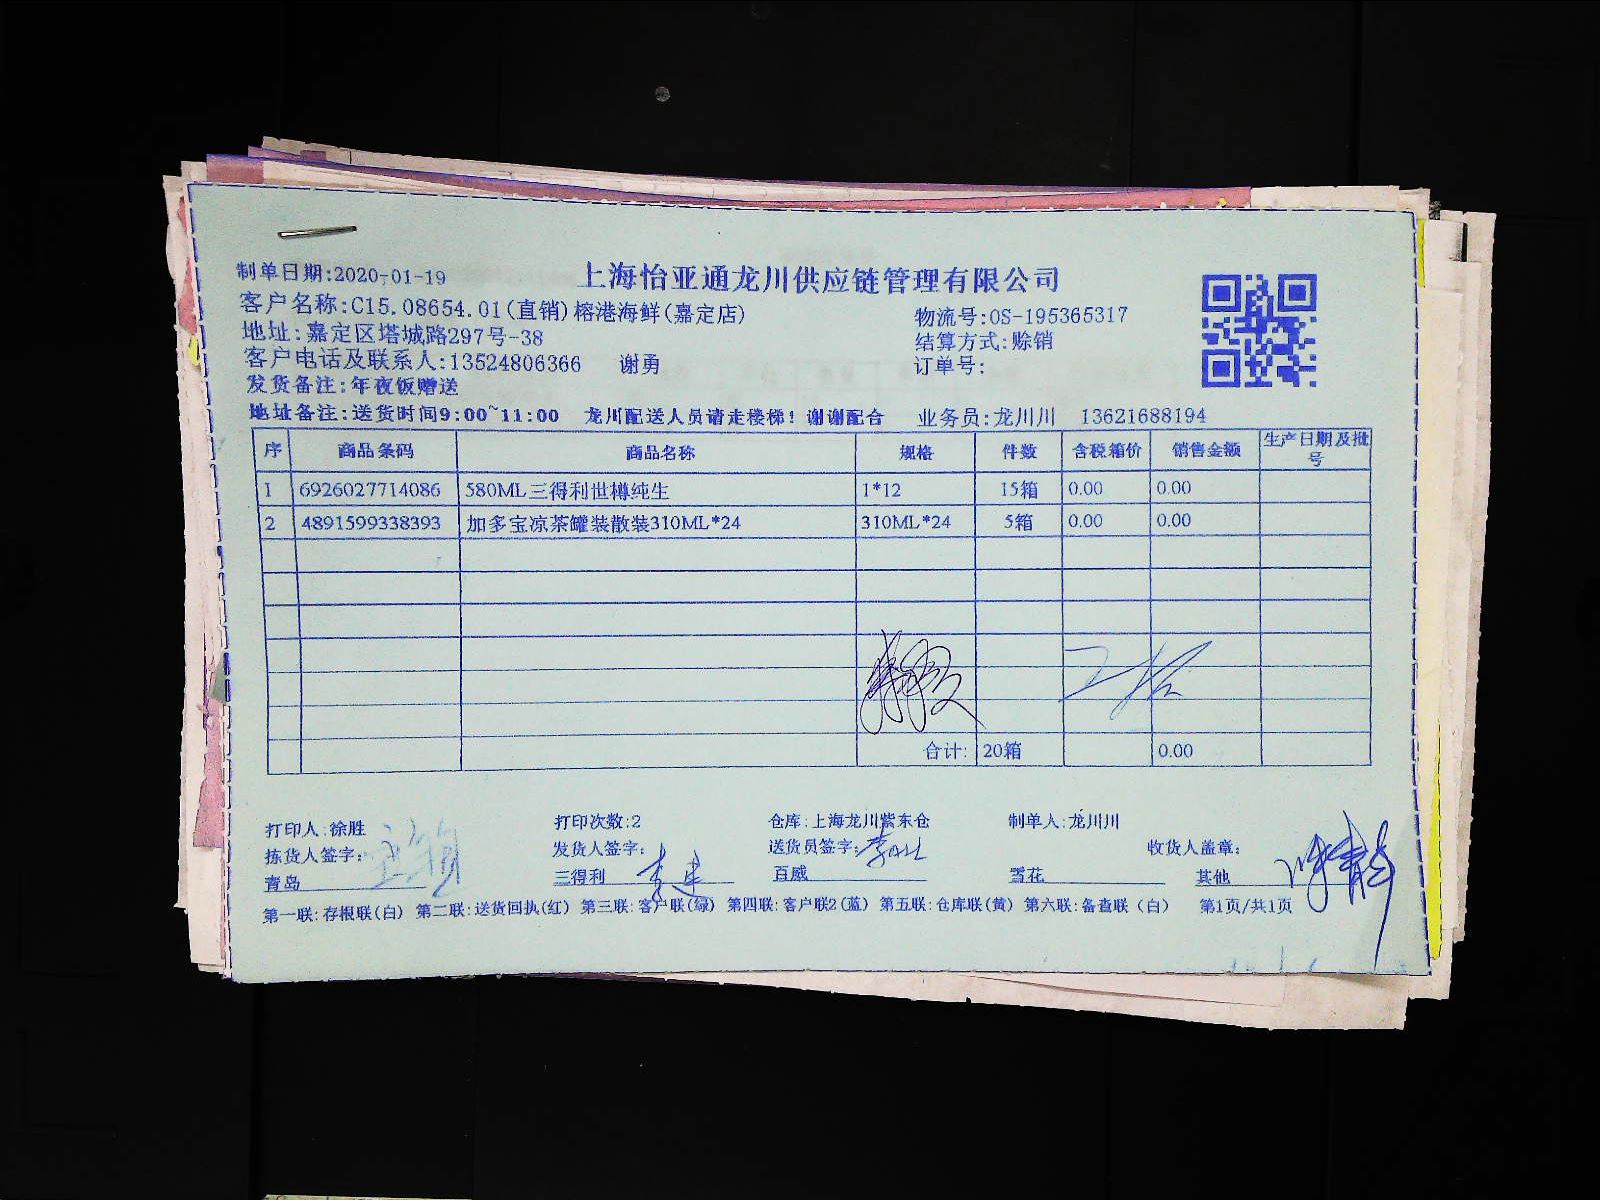 上海怡亚通龙川供应链管理有限公司
制单日期:2020-01-19
客户名称:C15.08654.01(直销)榕港海鲜(嘉定店) 物流号:OS-195365317
地址:嘉定区塔城路297号-38 结算方式:赊销
客户电话及联系人:13524806366 谢勇 订单号:
发货备注:年夜饭赠送
地址备注:送货时间9:00~11:00 龙川配送人员请走楼梯!谢谢配合 业务员:龙川川 13621688194
序 商品条码 商品名称 规格 件数 含税箱价 销售金额 生产日期及批号
1 6926027714086 580ML三得利世樽纯生 1*12 15箱 0.00 0.00
2 4891599338393 加多宝凉茶罐装散装310ML*24 310ML*24 5箱 0.00 0.00
合计: 20箱 0.00
打印人:徐胜 打印次数:2 仓库:上海龙川紫东仓 制单人:龙川川
拣货人签字: 发货人签字: 送货员签字: 收货人盖章:
青岛 三得利 百威 雪花 其他
第一联:存根联(白) 第二联:送货回执(红) 第三联:客户联(绿) 第四联:客户联2(蓝) 第五联:仓库联(黄) 第六联:备查联(白) 第1页/共1页